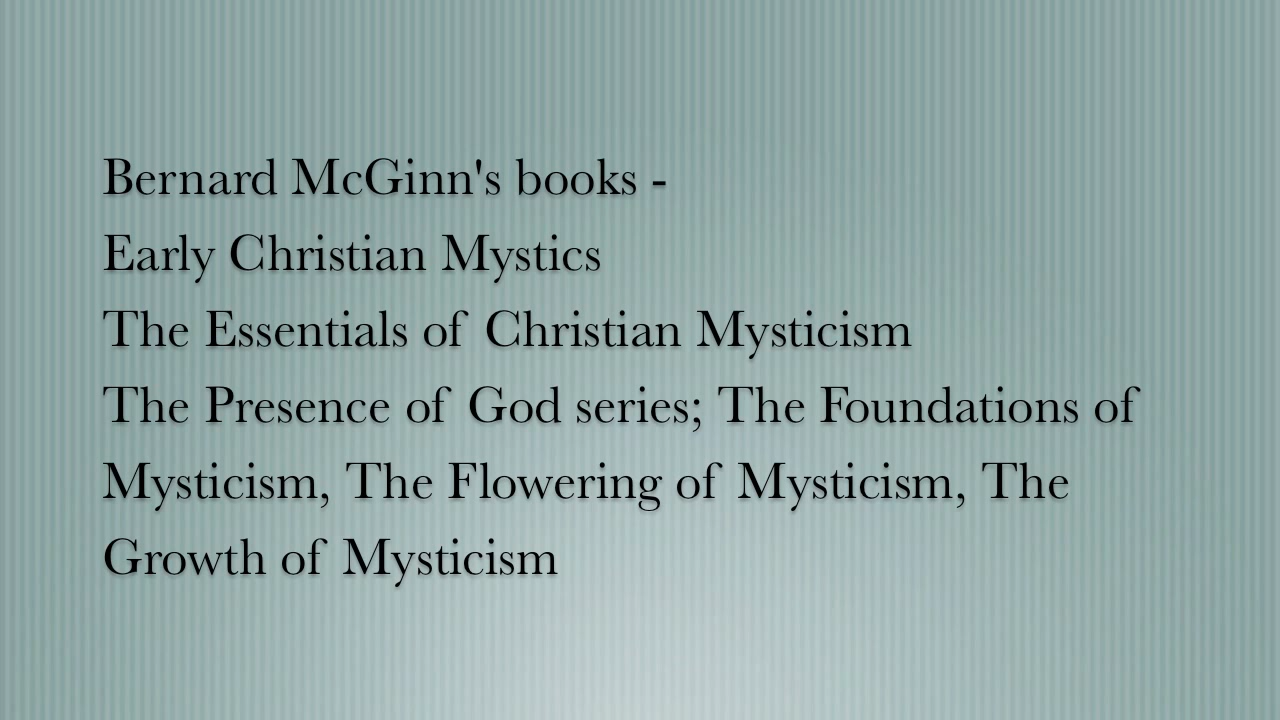 Bernard McGinn's books -
Early Christian Mystics
The Essentials of Christian Mysticism
The Presence of God series; The Foundations of
Mysticism, The Flowering of Mysticism, The
Growth of Mysticism